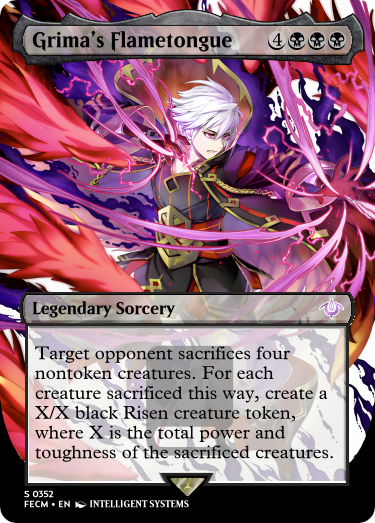 Grima's Flametongue 4
Legendary Sorcery
Target opponent sacrifices four
nontoken creatures. For each
creature sacrificed this way, create a
X/X black Risen creature token,
where X is the total power and
toughness of the sacrificed creatures.
S 0352
FECM • EN INTELLIGENT SYSTEMS